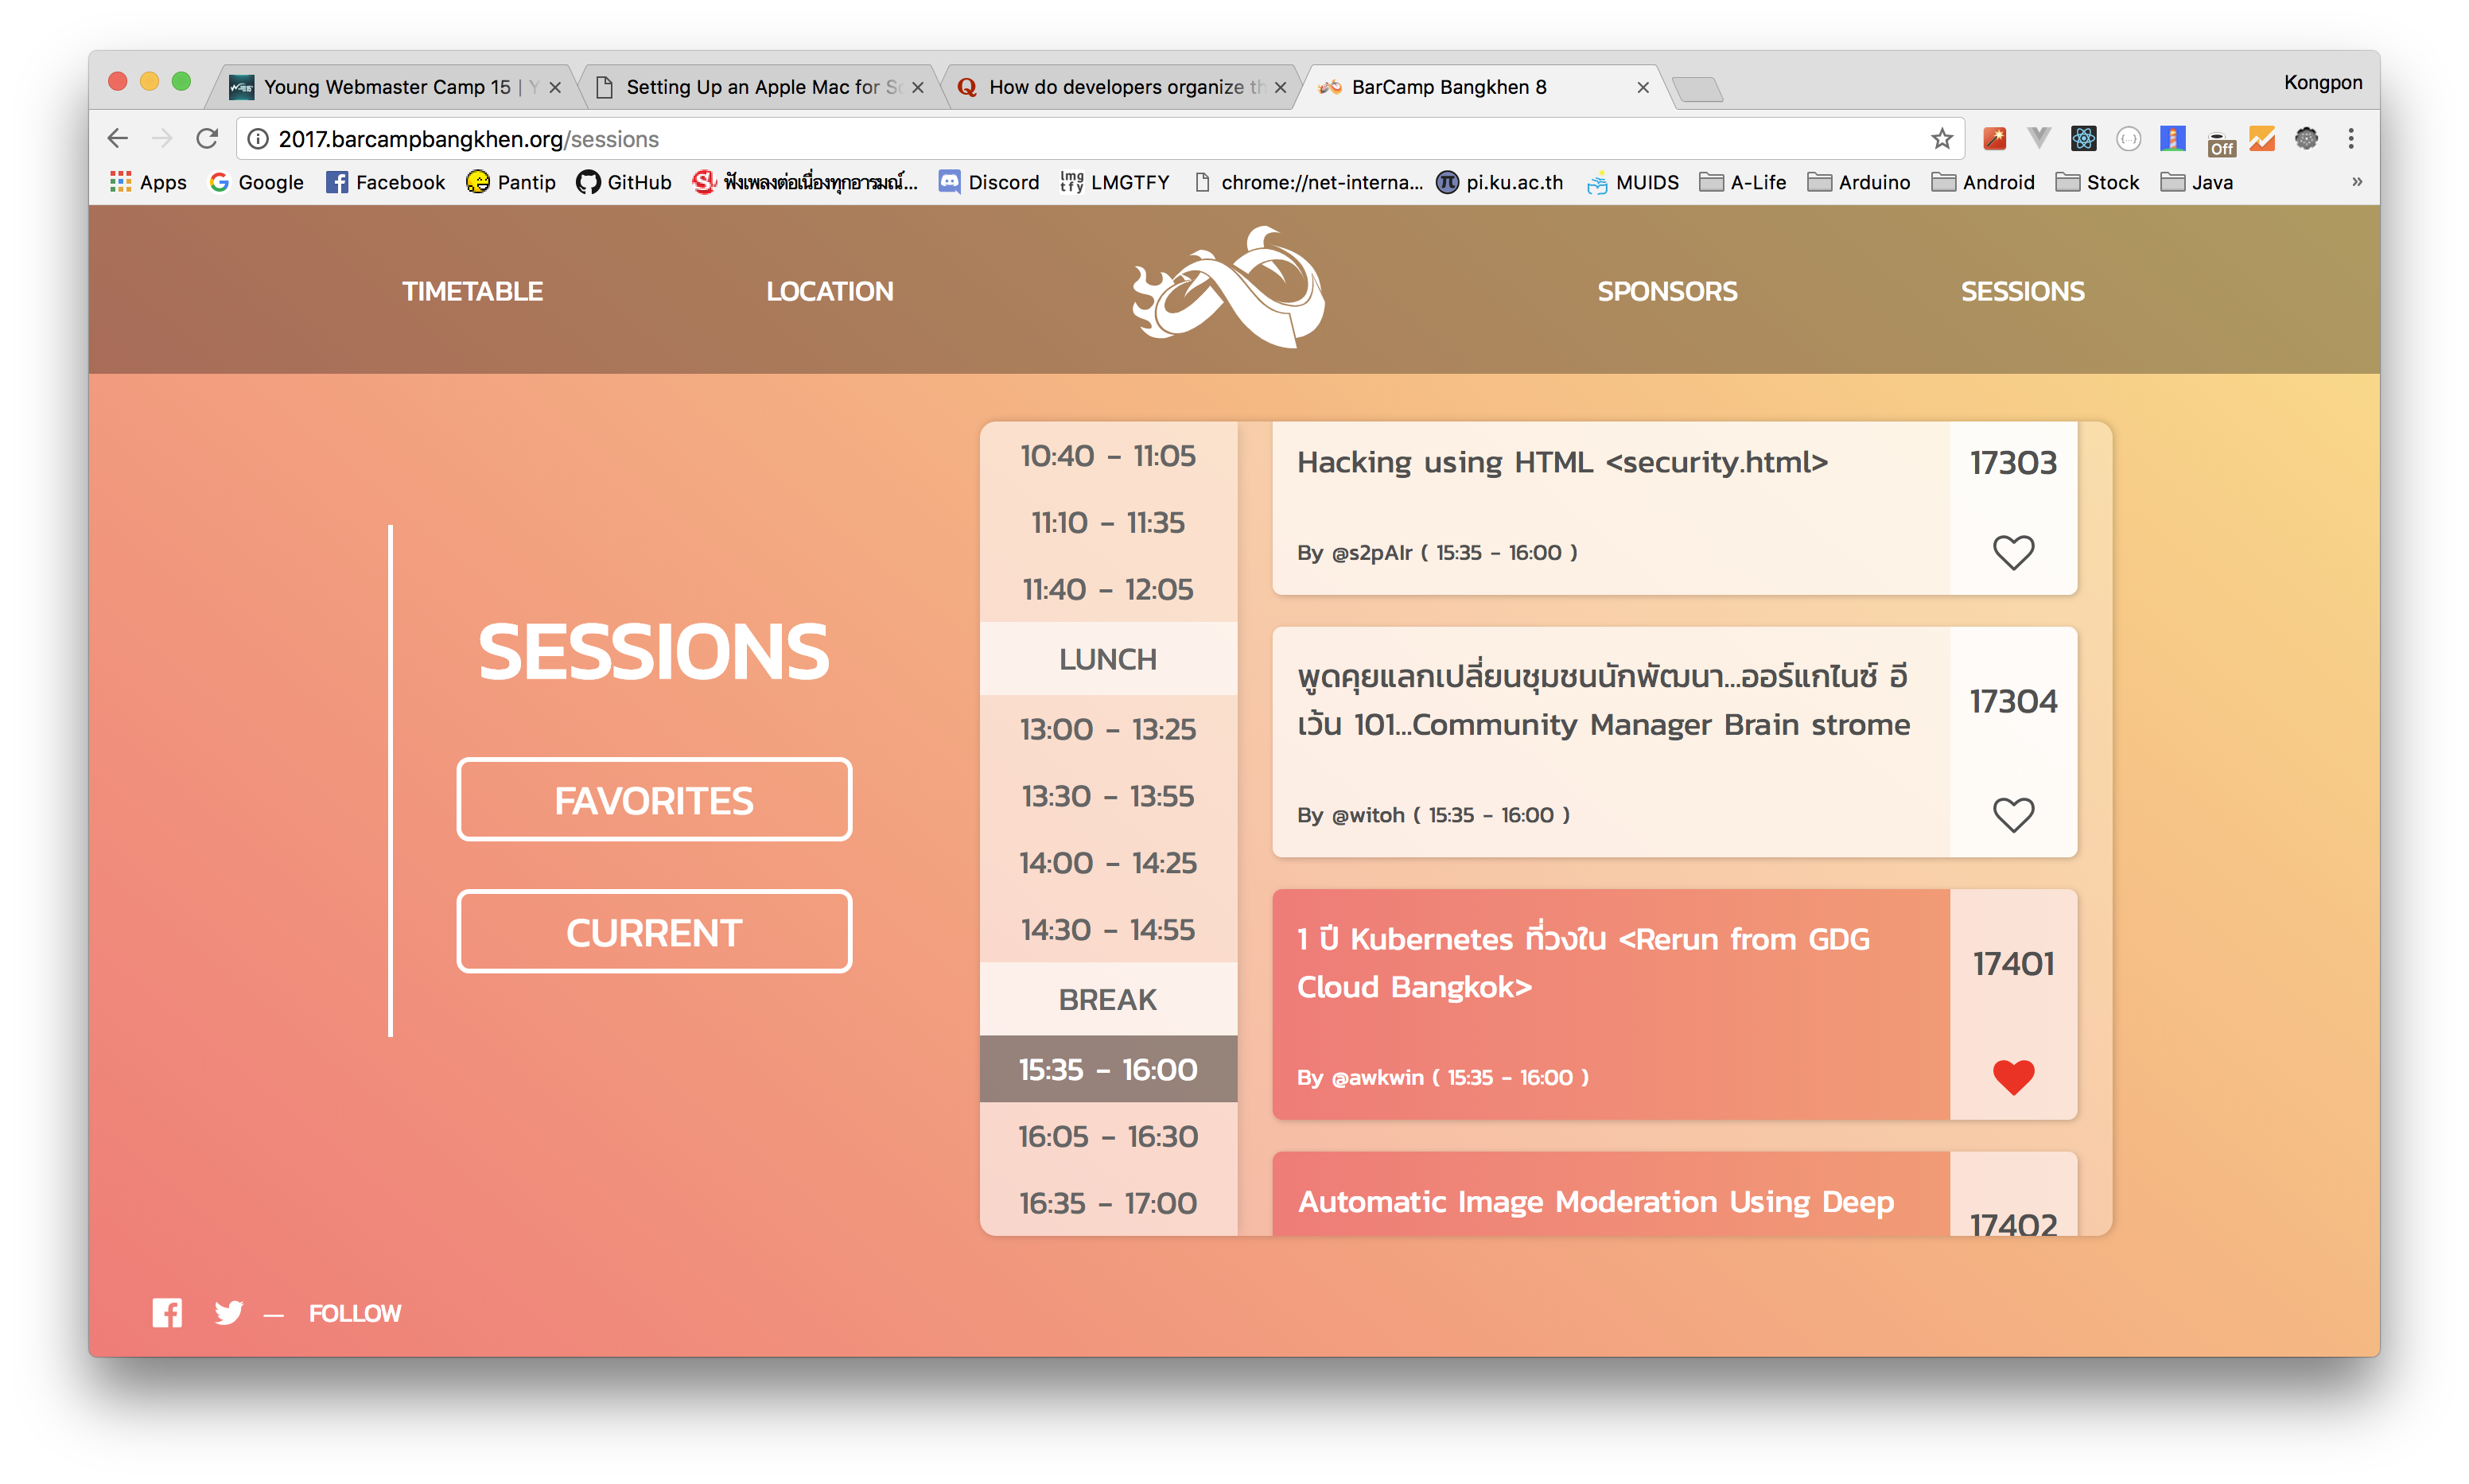 Young Webmaster Camp 15 | Y
Setting Up an Apple Mac for So
How do developers organize th
BarCamp Bangkhen 8
Kongpon
2017.barcampbangkhen.org/sessions
Off
Apps
Google
Facebook
Pantip
GitHub
ฟังเพลงต่อเนื่องทุกอารมณ์...
Discord
lmg tfy LMGTFY
chrome://net-interna...
pi.ku.ac.th
MUIDS
A-Life
Arduino
Android
Stock
Java
»
TIMETABLE
LOCATION
SPONSORS
SESSIONS
SESSIONS
FAVORITES
CURRENT
10:40 - 11:05
11:10 - 11:35
11:40 - 12:05
LUNCH
13:00 - 13:25
13:30 - 13:55
14:00 - 14:25
14:30 - 14:55
BREAK
15:35 - 16:00
16:05 - 16:30
16:35 - 17:00
Hacking using HTML <security.html>
17303
By @s2pAIr ( 15:35 - 16:00 )
พูดคุยแลกเปลี่ยนชุมชนนักพัฒนา...ออร์แกไนซ์ อี
เว้น 101...Community Manager Brain strome
17304
By @witoh ( 15:35 - 16:00 )
1 ปี Kubernetes ที่วงใน <Rerun from GDG
Cloud Bangkok>
17401
By @awkwin ( 15:35 - 16:00 )
Automatic Image Moderation Using Deep
17402
— FOLLOW